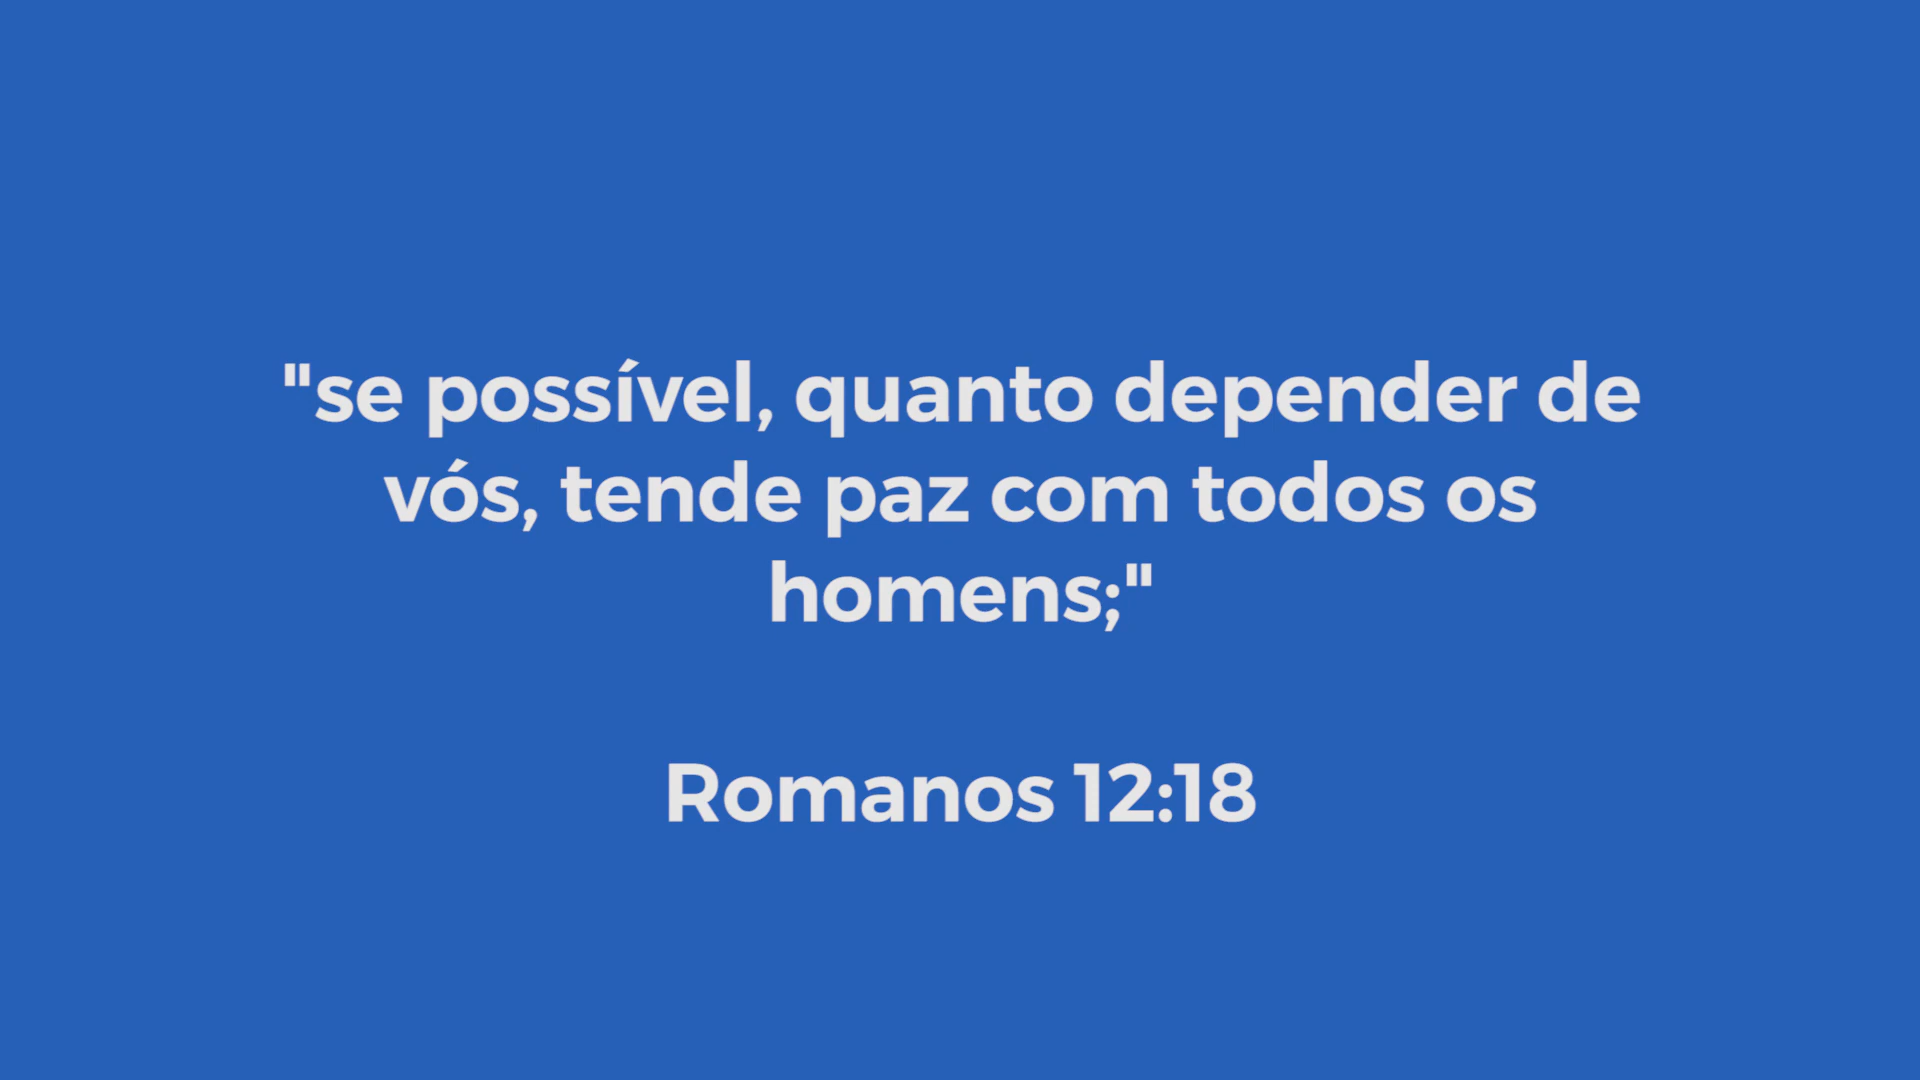 "se possível, quanto depender de
vós, tende paz com todos os
homens;"
Romanos 12:18